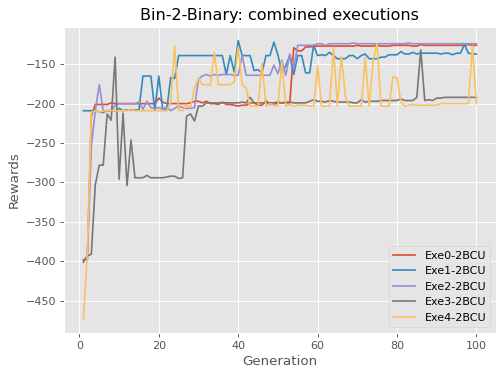 Bin-2-Binary: combined executions
Rewards
−150
−200
−250
−300
−350
−400
−450
0
20
40
60
80
100
Generation
Exe0-2BCU
Exe1-2BCU
Exe2-2BCU
Exe3-2BCU
Exe4-2BCU